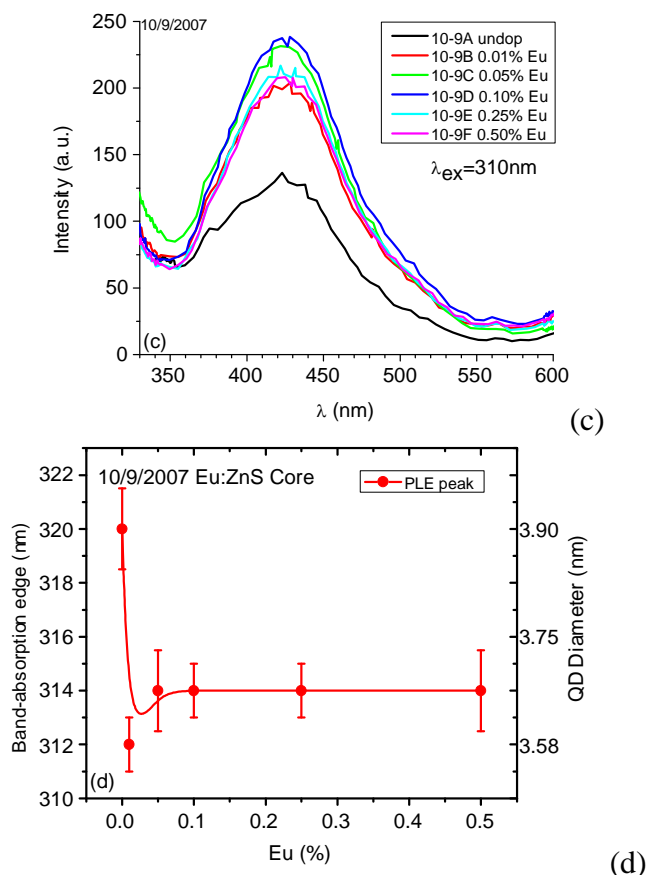 10/9/2007
10-9A undop
10-9B 0.01% Eu
10-9C 0.05% Eu
10-9D 0.10% Eu
10-9E 0.25% Eu
10-9F 0.50% Eu
λex=310nm
250
200
150
100
50
0
Intensity (a. u.)
(c)
350 400 450 500 550 600
λ (nm)
(c)
10/9/2007 Eu:ZnS Core
PLE peak
322
320
318
316
314
312
310
Band-absorption edge (nm)
3.90
3.75
3.58
QD Diameter (nm)
(d)
0.0 0.1 0.2 0.3 0.4 0.5
Eu (%)
(d)